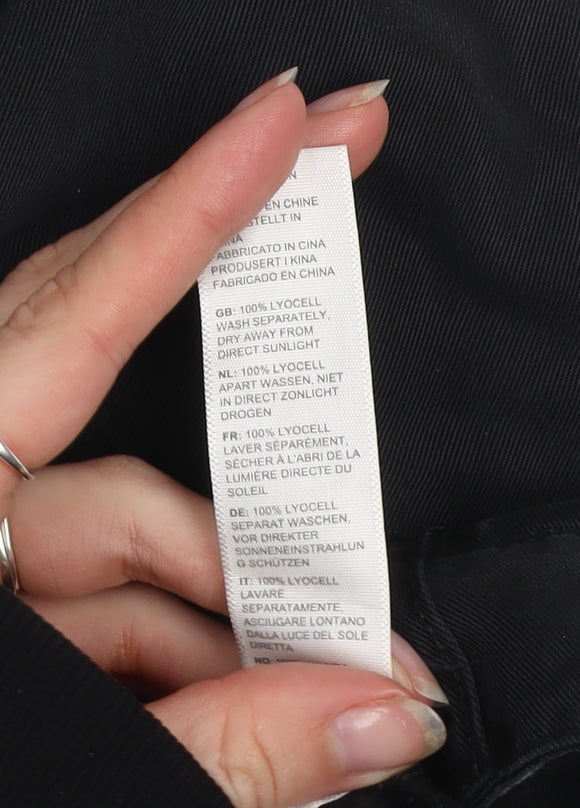 EN CHINE
IN
FABBRICATO IN CINA
PRODUSERT I KINA
FABRICADO EN CHINA
GB: 100% LYOCELL
WASH SEPARATELY,
DRY AWAY FROM
DIRECT SUNLIGHT
NL: 100% LYOCELL
APART WASSEN, NIET
IN DIRECT ZONLICHT
DROGEN
FR: 100% LYOCELL
LAVER SÉPARÉMENT,
SÉCHER À L'ABRI DE LA
LUMIÈRE DIRECTE DU
SOLEIL
DE: 100% LYOCELL
SEPARAT WASCHEN,
VOR DIREKTER
SONNENEINSTRAHLUN
G SCHÜTZEN
IT: 100% LYOCELL
LAVARE
SEPARATAMENTE,
ASCIUGARE LONTANO
DALLA LUCE DEL SOLE
DIRETTA
NO: